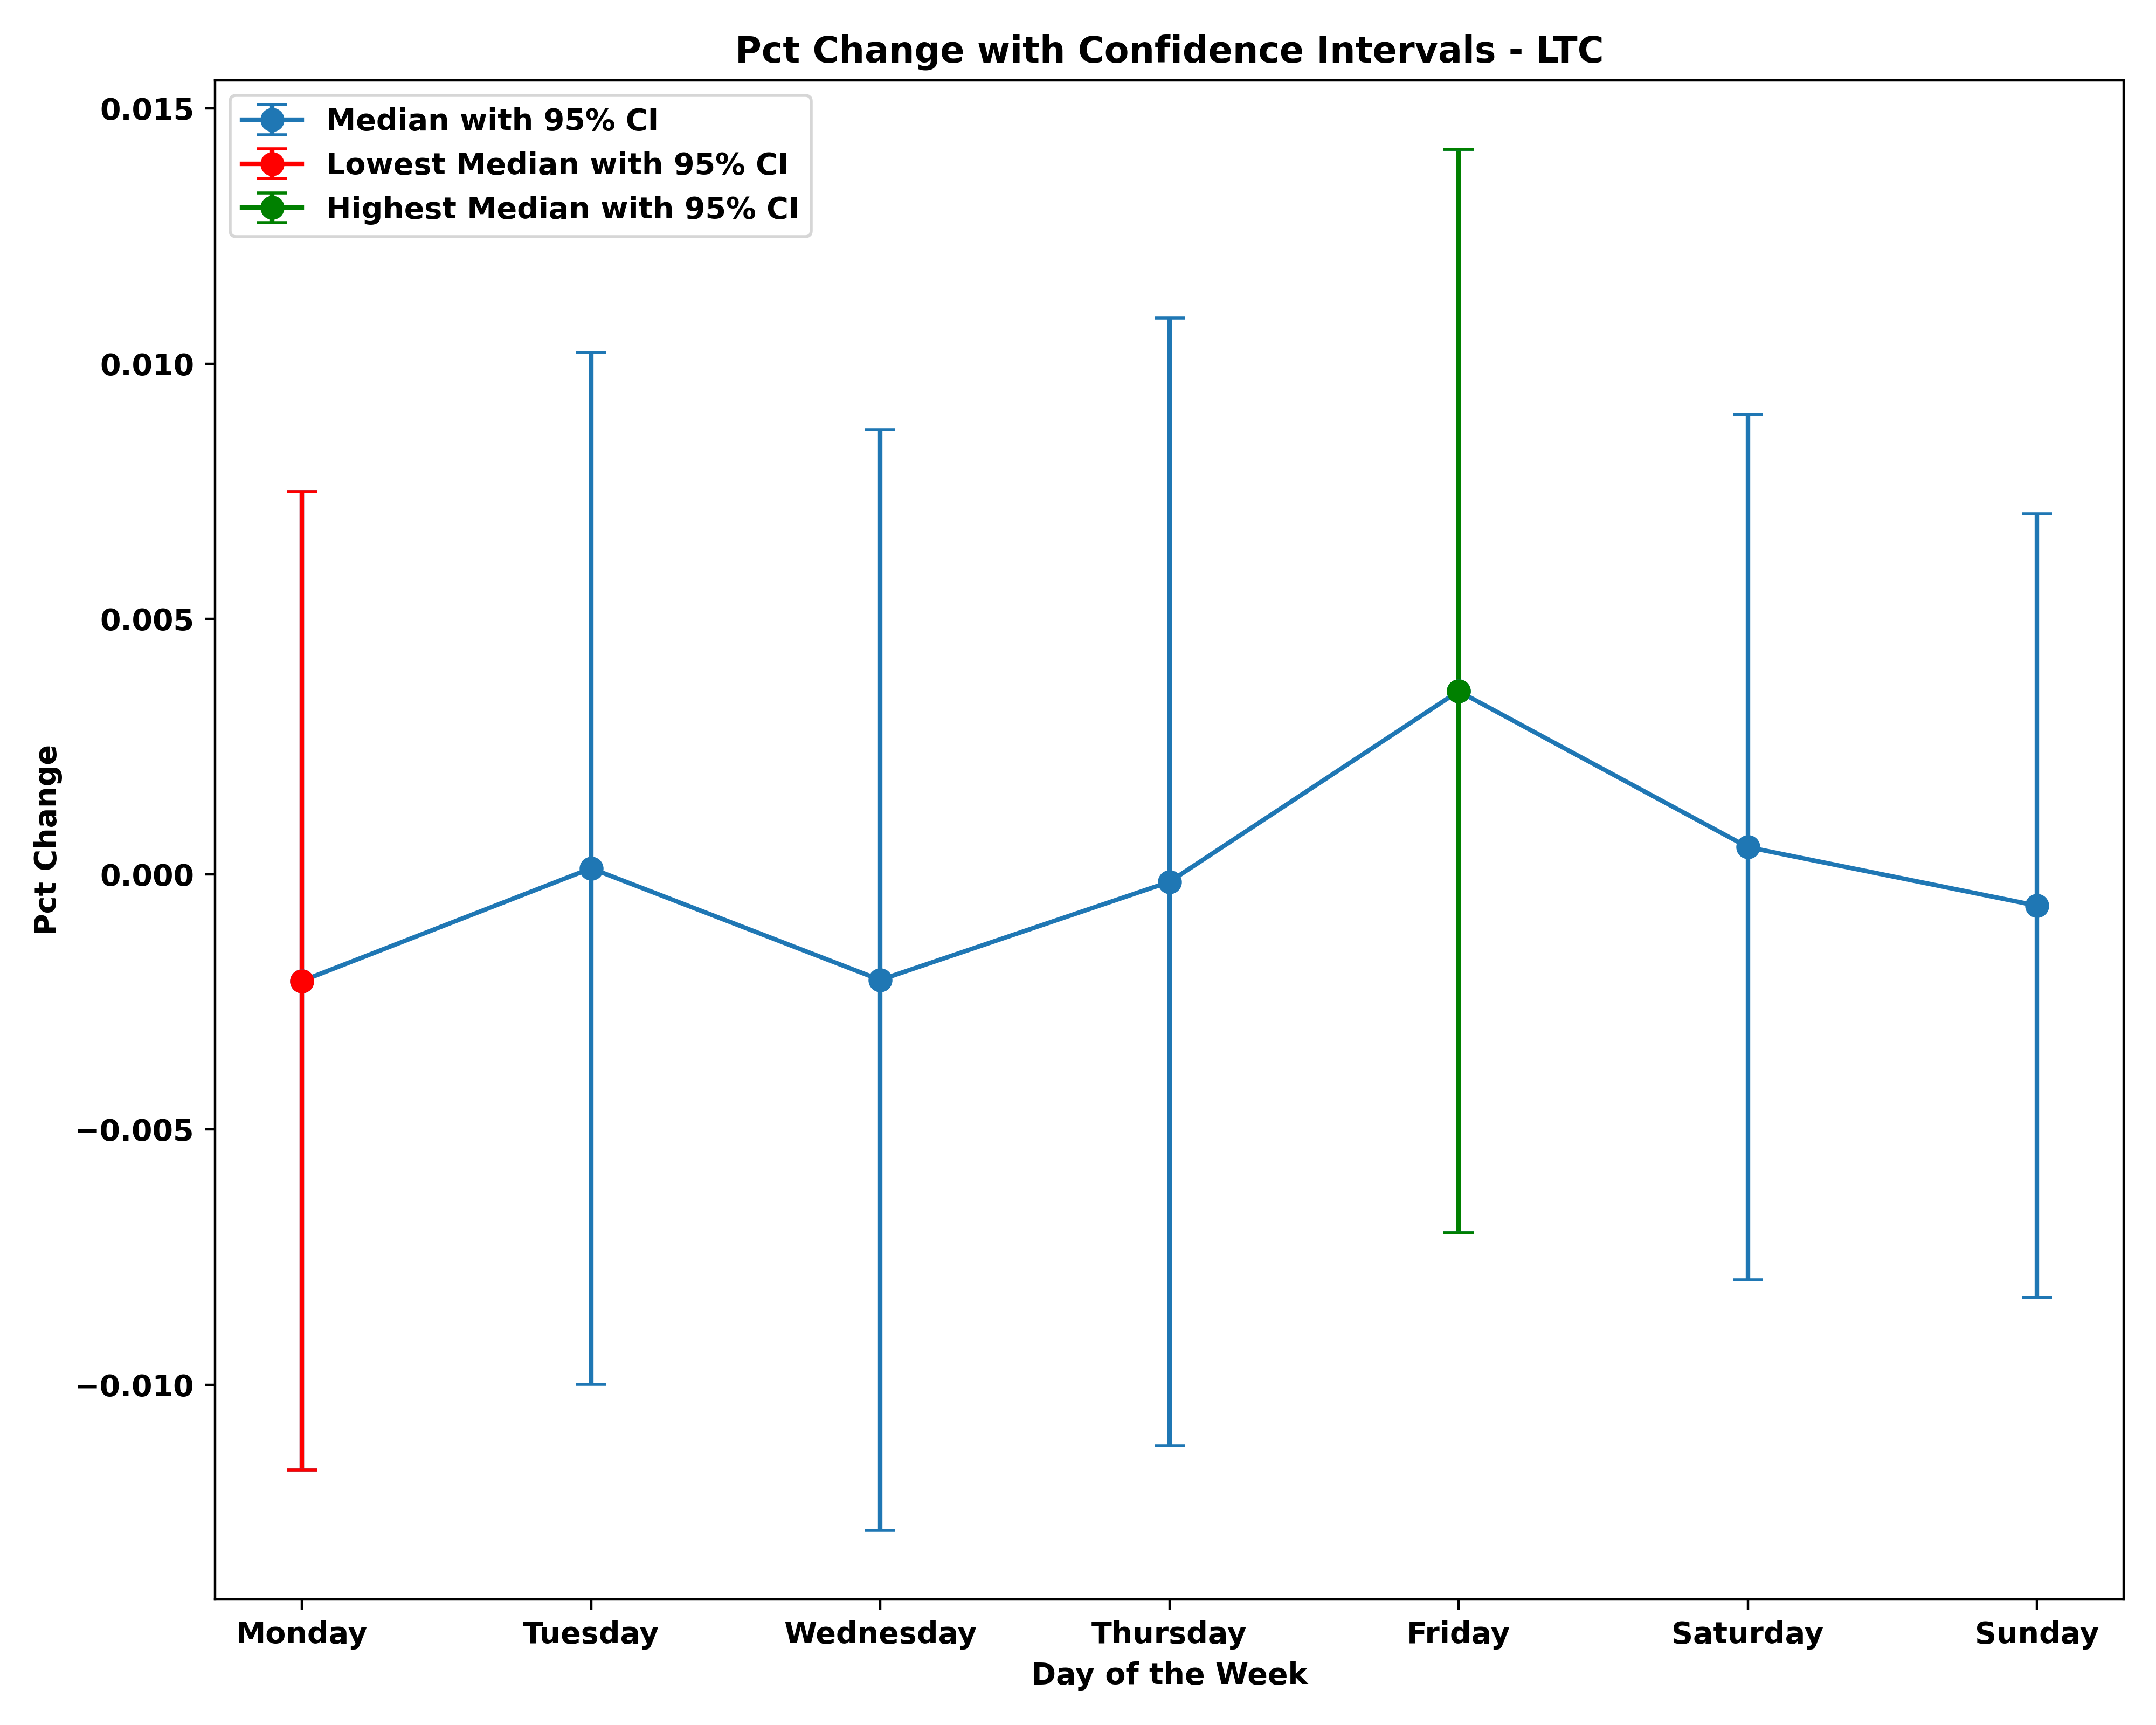 Pct Change with Confidence Intervals - LTC
Median with 95% CI
Lowest Median with 95% CI
Highest Median with 95% CI
0.015
0.010
0.005
0.000
−0.005
−0.010
Pct Change
Monday Tuesday Wednesday Thursday Friday Saturday Sunday
Day of the Week